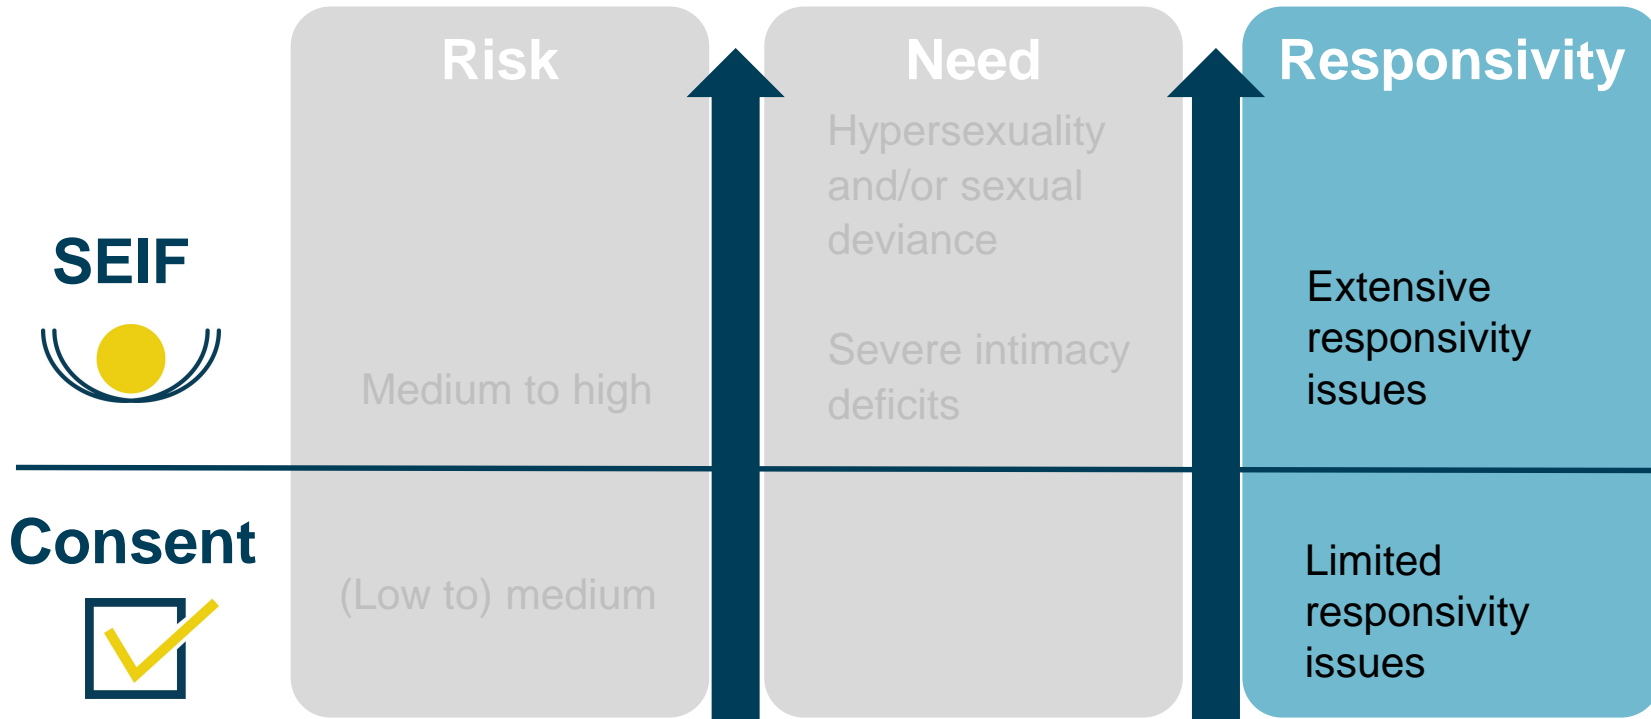 Risk
Need
Responsivity
SEIF
Hypersexuality
and/or sexual
deviance
Severe intimacy
deficits
Medium to high
Extensive
responsivity
issues
Consent
(Low to) medium
Limited
responsivity
issues